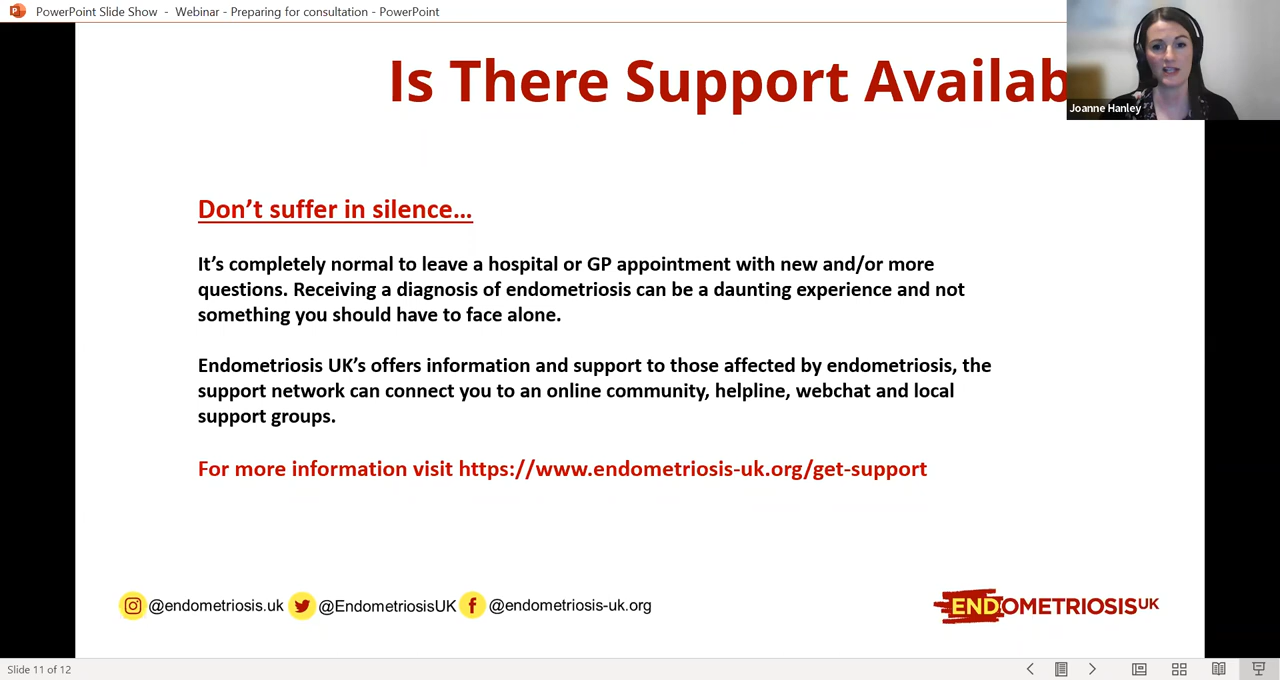 PowerPoint Slide Show - Webinar - Preparing for consultation - PowerPoint
Is There Support Availab
Joanne Hanley
Don’t suffer in silence…
It’s completely normal to leave a hospital or GP appointment with new and/or more
questions. Receiving a diagnosis of endometriosis can be a daunting experience and not
something you should have to face alone.
Endometriosis UK’s offers information and support to those affected by endometriosis, the
support network can connect you to an online community, helpline, webchat and local
support groups.
For more information visit https://www.endometriosis-uk.org/get-support
@endometriosis.uk @EndometriosisUK @endometriosis-uk.org
ENDOMETRIOSIS UK
Slide 11 of 12